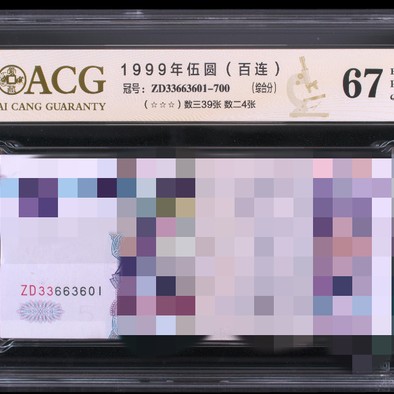 ACG
AI CANG GUARANTY
1999年伍圆（百连）
冠号：ZD33663601-700 (综合分)
(☆☆☆) 数三39张 数二4张
67
ZD33663601